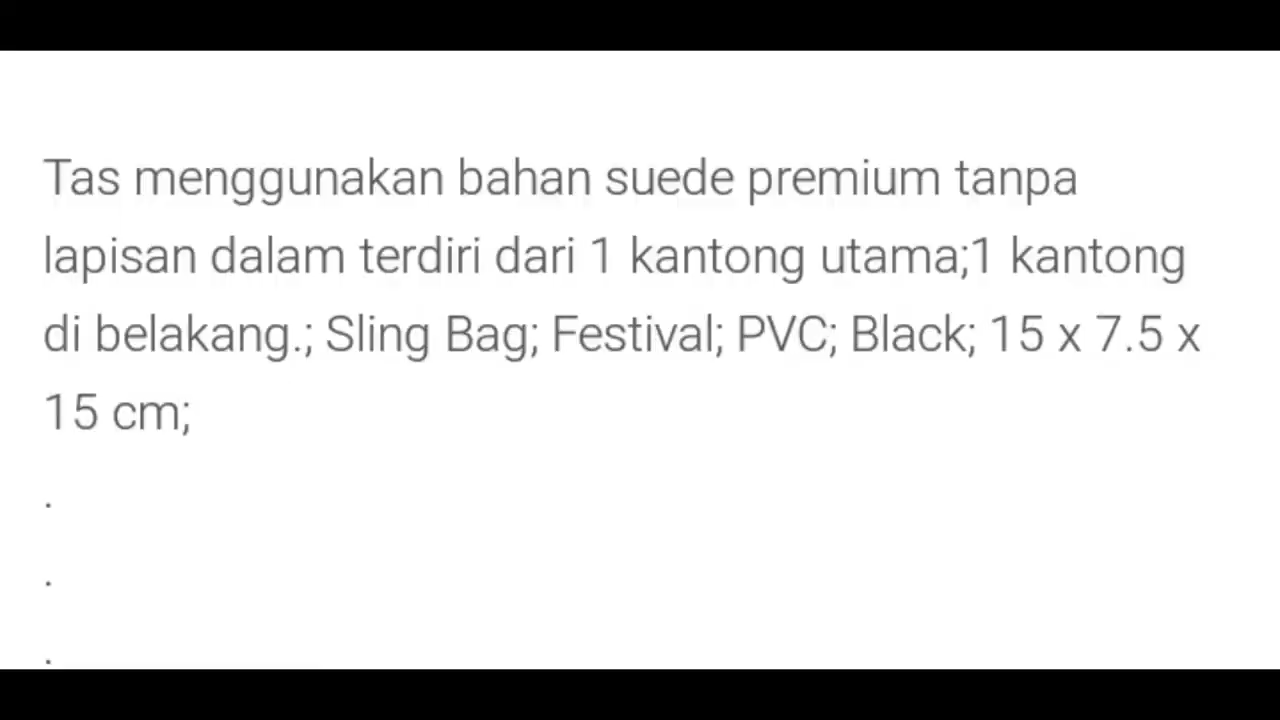 Tas menggunakan bahan suede premium tanpa
lapisan dalam terdiri dari 1 kantong utama;1 kantong
di belakang.; Sling Bag; Festival; PVC; Black; 15 x 7.5 x
15 cm;
.
.
.